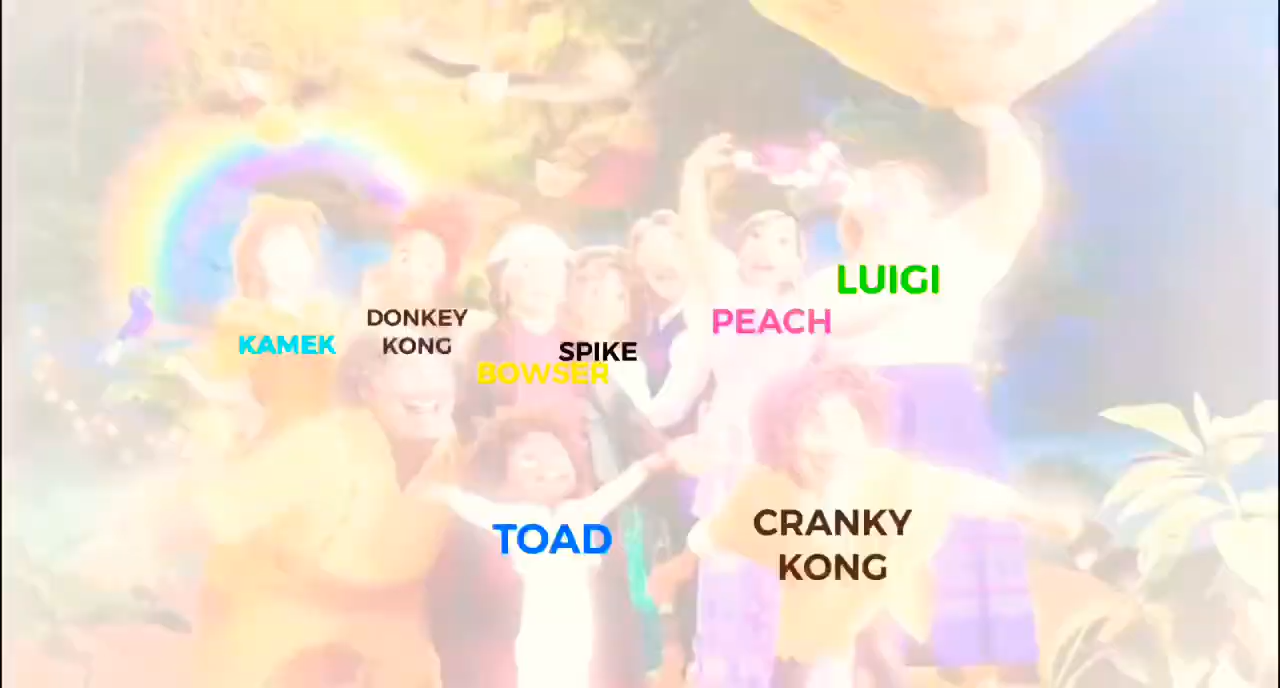 LUIGI
PEACH
DONKEY
KONG
KAMEK
SPIKE
BOWSER
TOAD
CRANKY
KONG